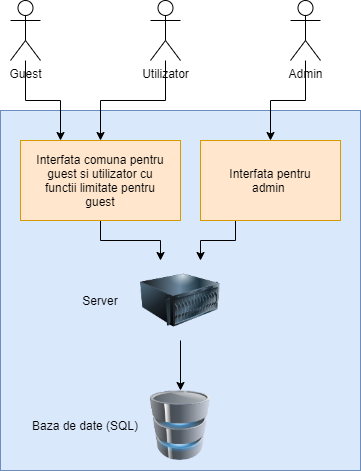 Guest
Utilizator
Admin
Interfata comuna pentru
guest si utilizator cu
functii limitate pentru
guest
Interfata pentru
admin
Server
Baza de date (SQL)